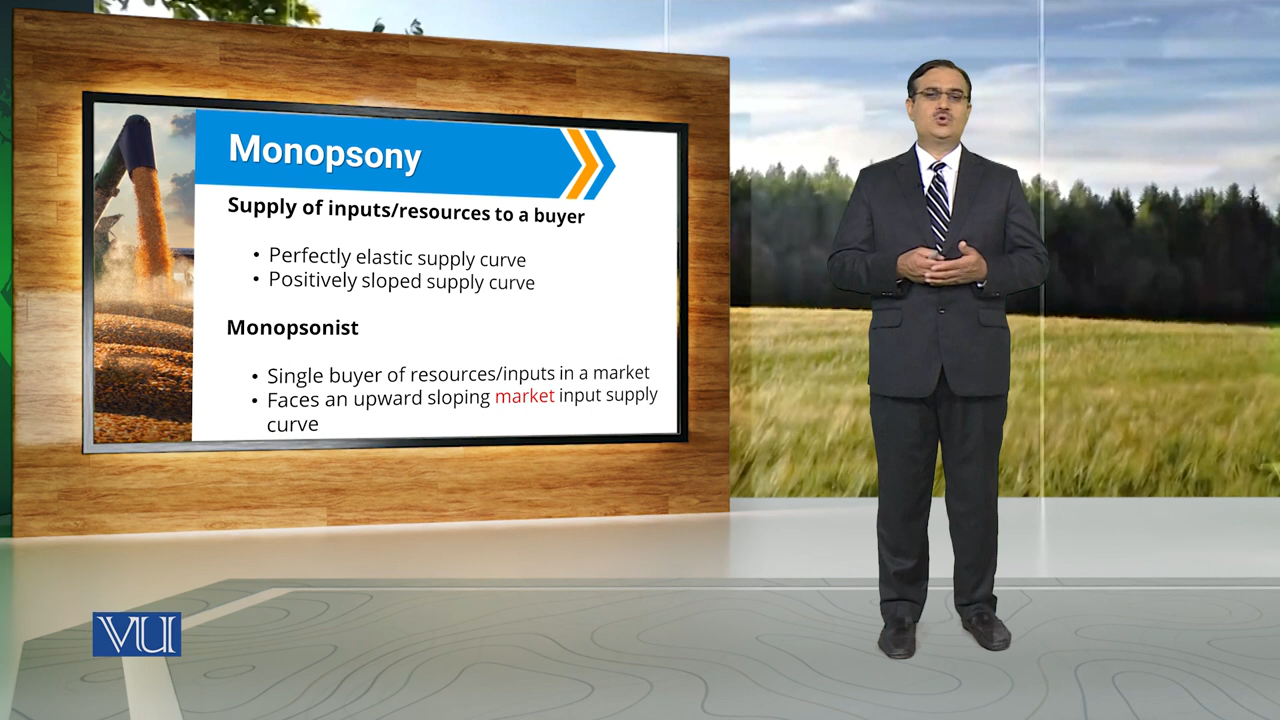 Monopsony
Supply of inputs/resources to a buyer
• Perfectly elastic supply curve
• Positively sloped supply curve
Monopsonist
• Single buyer of resources/inputs in a market
• Faces an upward sloping market input supply
curve
VU